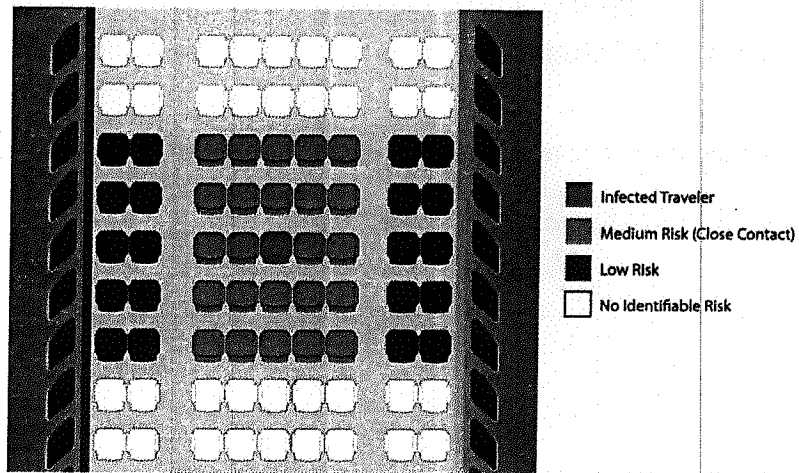 Infected Traveler
Medium Risk (Close Contact)
Low Risk
No Identifiable Risk